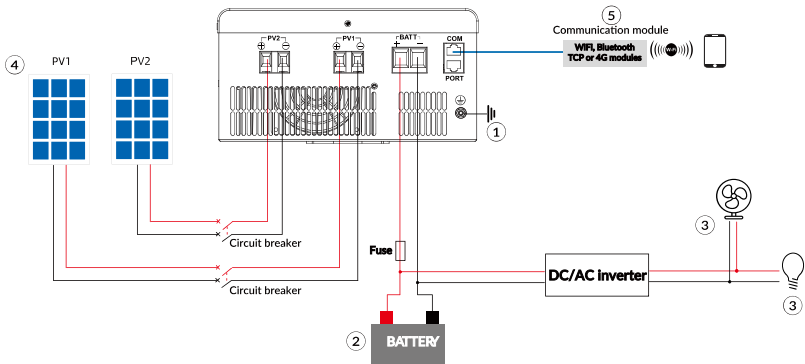 5
Communication module
PV2
PV1
BATT
COM
+ − + − + −
WIFI, Bluetooth
TCP or 4G modules
WiFi
4
PV1
PV2
PORT
1
3
Circuit breaker
Fuse
DC/AC inverter
Circuit breaker
3
2
BATTERY